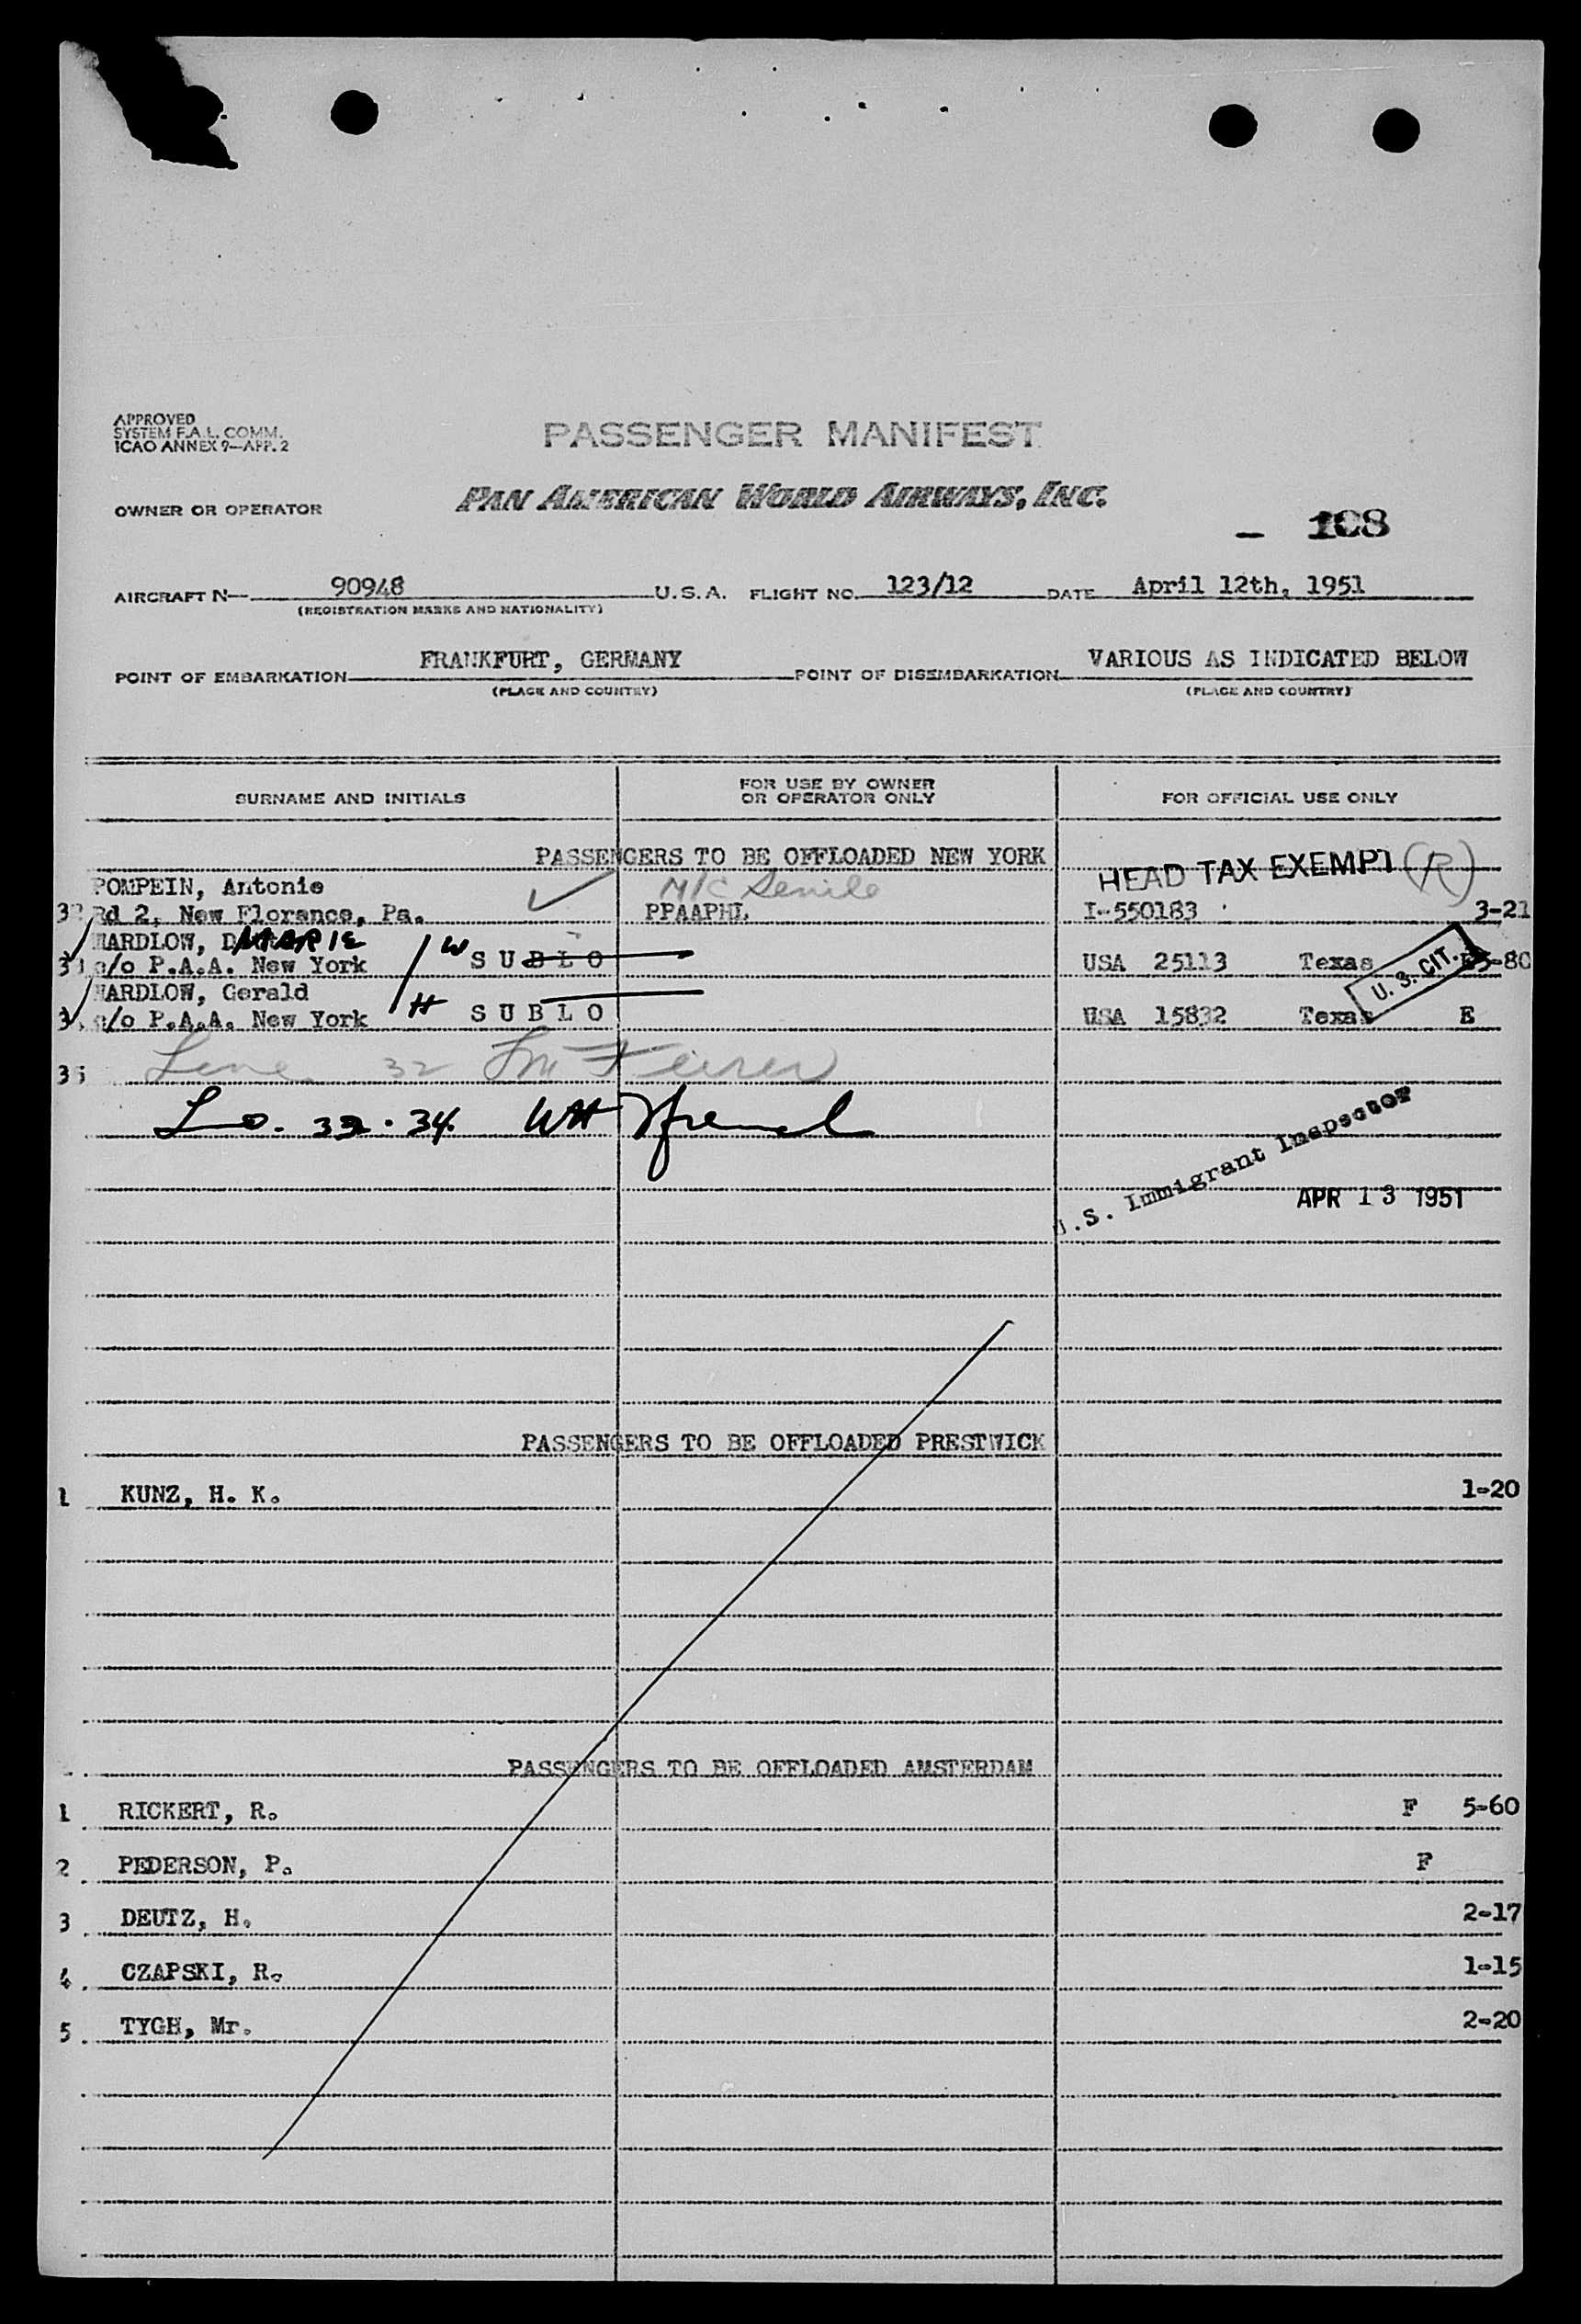 APPROVED
SYSTEM F.A.L. COMM.
ICAO ANNEX 9—APP. 2
PASSENGER MANIFEST
OWNER OR OPERATOR PAN AMERICAN WORLD AIRWAYS, INC.
- 108
AIRCRAFT N— 90948 U.S.A. FLIGHT NO. 123/12 DATE April 12th, 1951
(REGISTRATION MARKS AND NATIONALITY)
POINT OF EMBARKATION FRANKFURT, GERMANY POINT OF DISEMBARKATION VARIOUS AS INDICATED BELOW
(PLACE AND COUNTRY) (PLACE AND COUNTRY)
SURNAME AND INITIALS FOR USE BY OWNER OR OPERATOR ONLY FOR OFFICIAL USE ONLY
PASSENGERS TO BE OFFLOADED NEW YORK
HEAD TAX EXEMPT (R)
POMPEIN, Antonie M/C Senile
32 Rd 2, New Florance, Pa. PPAAPHL I-550183 3-21
WARDLOW, D MARIE
c/o P.A.A. New York W S U B L O USA 25113 Texas U. S. CIT. E5-80
WARDLOW, Gerald
c/o P.A.A. New York H S U B L O USA 15832 Texas E
35 Line 32
L 33 · 34.
U.S. Immigrant Inspector
APR 13 1951
PASSENGERS TO BE OFFLOADED PRESTWICK
1 KUNZ, H. K. 1-20
PASSENGERS TO BE OFFLOADED AMSTERDAM
1 RICKERT, R. F 5-60
2 PEDERSON, P. F
3 DEUTZ, H. 2-17
4 CZAPSKI, R. 1-15
5 TYGH, Mr. 2-20